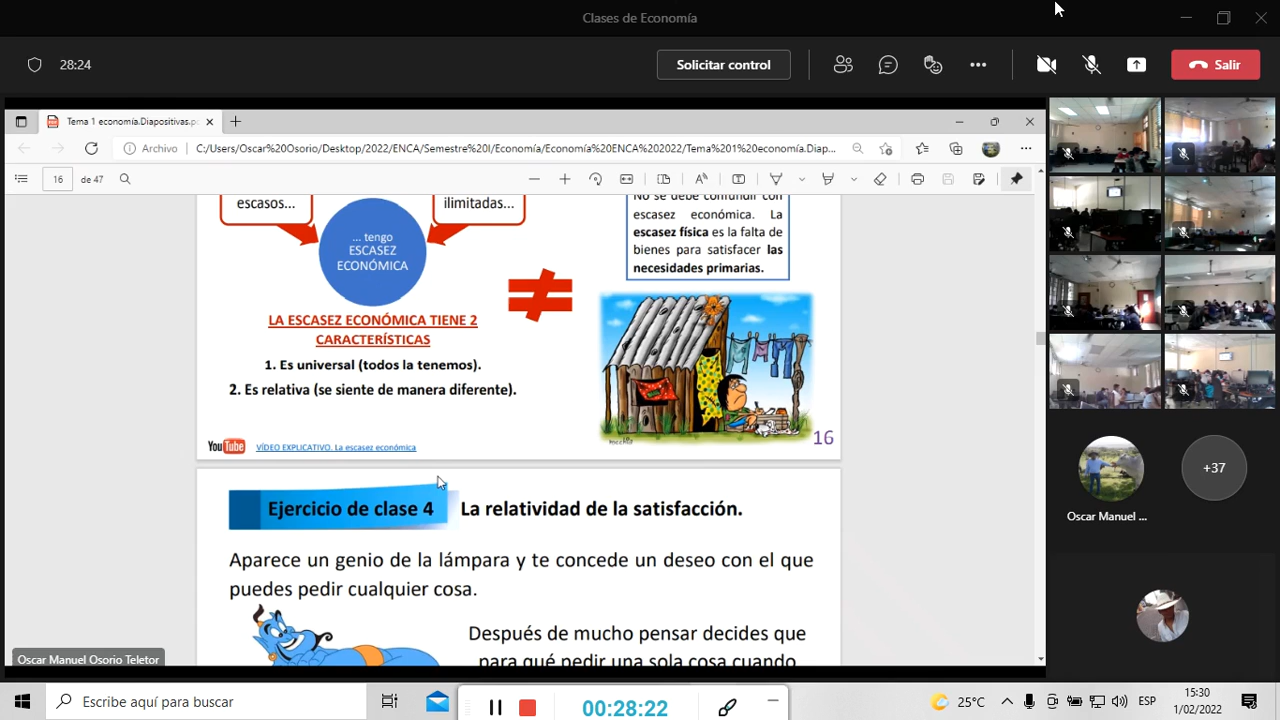 Clases de Economía
28:24
Solicitar control
Salir
Tema 1 economía.Diapositivas.p
Archivo
C:/Users/Oscar%20Osorio/Desktop/2022/ENCA/Semestre%20I/Economía/Economía%20ENCA%202022/Tema%201%20economía.Diap...
16
de 47
escasos...
ilimitadas...
... tengo
ESCASEZ
ECONÓMICA
No se debe confundir con
escasez económica. La
escasez física es la falta de
bienes para satisfacer las
necesidades primarias.
LA ESCASEZ ECONÓMICA TIENE 2
CARACTERÍSTICAS
1. Es universal (todos la tenemos).
2. Es relativa (se siente de manera diferente).
YouTube
VÍDEO EXPLICATIVO. La escasez económica
16
Ejercicio de clase 4
La relatividad de la satisfacción.
Aparece un genio de la lámpara y te concede un deseo con el que
puedes pedir cualquier cosa.
Después de mucho pensar decides que
para qué pedir una sola cosa cuando
Oscar Manuel Osorio Teletor
+37
Oscar Manuel ...
Escribe aquí para buscar
00:28:22
25°C
ESP
15:30
1/02/2022